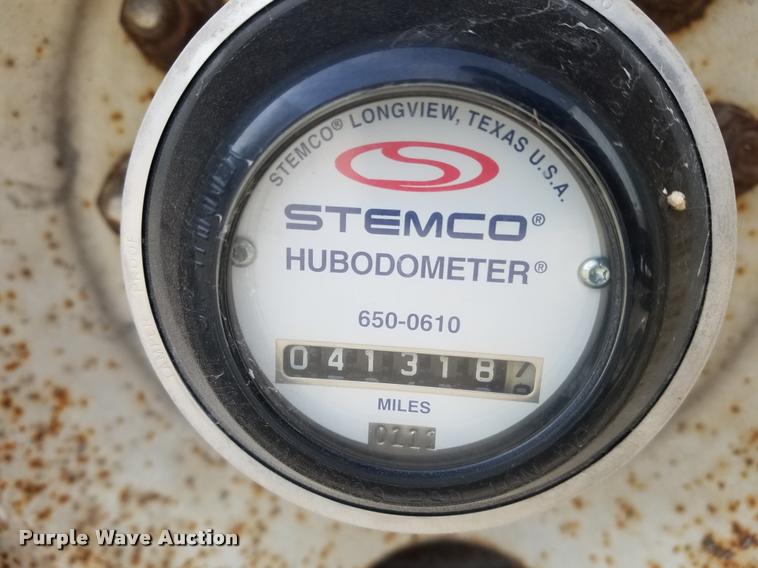 STEMCO® LONGVIEW, TEXAS U.S.A.
STEMCO®
HUBODOMETER®
650-0610
041318
MILES
0111
Purple Wave Auction